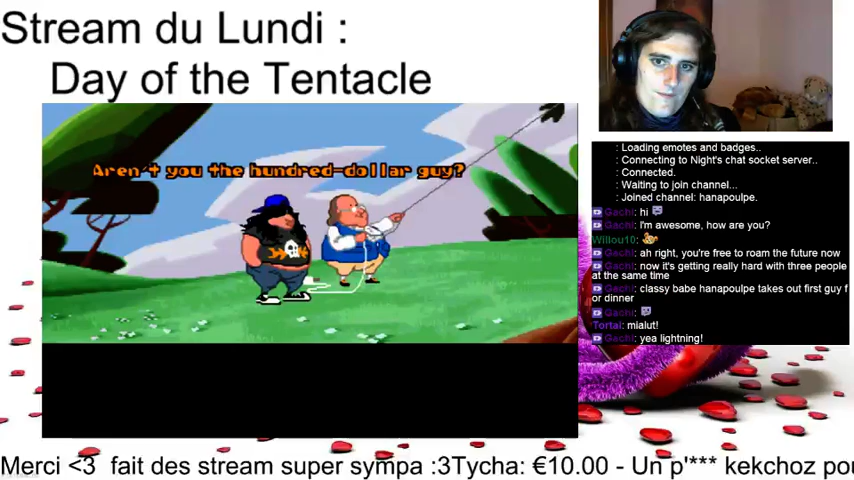 Stream du Lundi :
Day of the Tentacle
Aren't you the hundred-dollar guy?
: Loading emotes and badges..
: Connecting to Night's chat socket server..
: Connected.
: Waiting to join channel...
: Joined channel: hanapoulpe.
Gachi: hi
Gachi: I'm awesome, how are you?
Willou10:
Gachi: ah right, you're free to roam the future now
Gachi: now it's getting really hard with three people
at the same time
Gachi: classy babe hanapoulpe takes out first guy f
or dinner
Gachi:
Tortai: mialut!
Gachi: yea lightning!
Merci <3 fait des stream super sympa :3Tycha: €10.00 - Un p'*** kekchoz pou